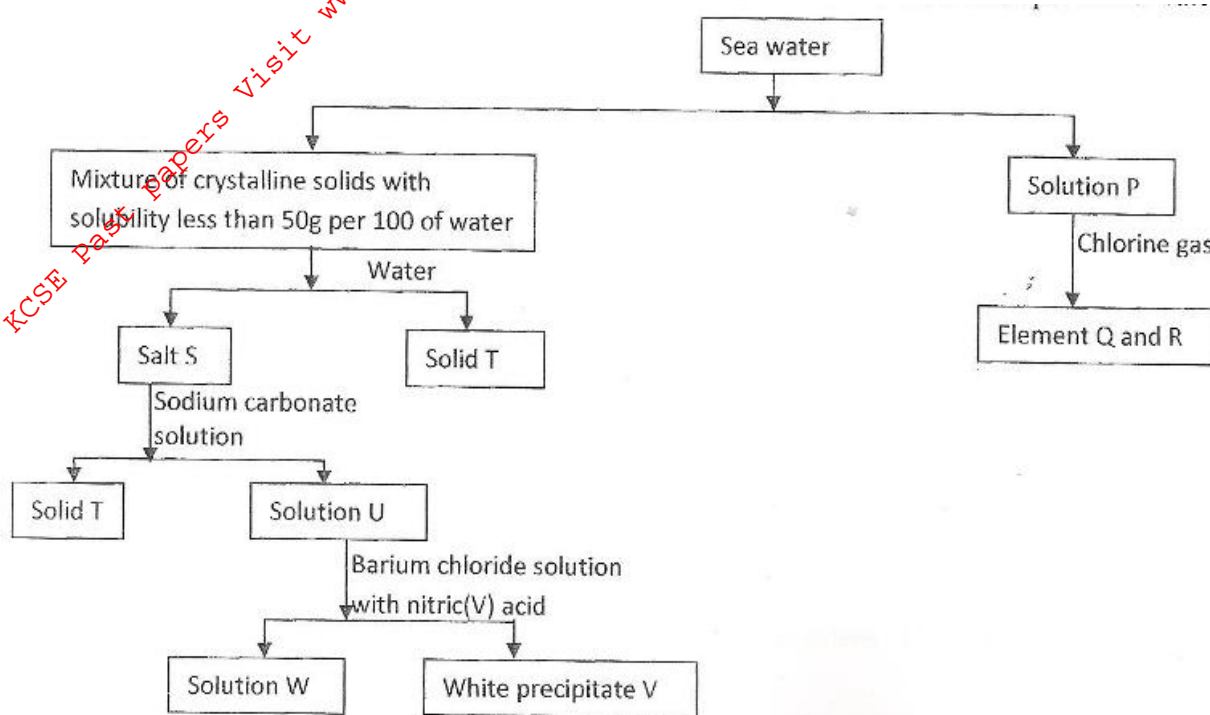 KCSE Past papers Visit
Sea water
Mixture of crystalline solids with
solubility less than 50g per 100 of water
Solution P
Chlorine gas
Water
Element Q and R
Salt S
Solid T
Sodium carbonate
solution
Solid T
Solution U
Barium chloride solution
with nitric(V) acid
Solution W
White precipitate V